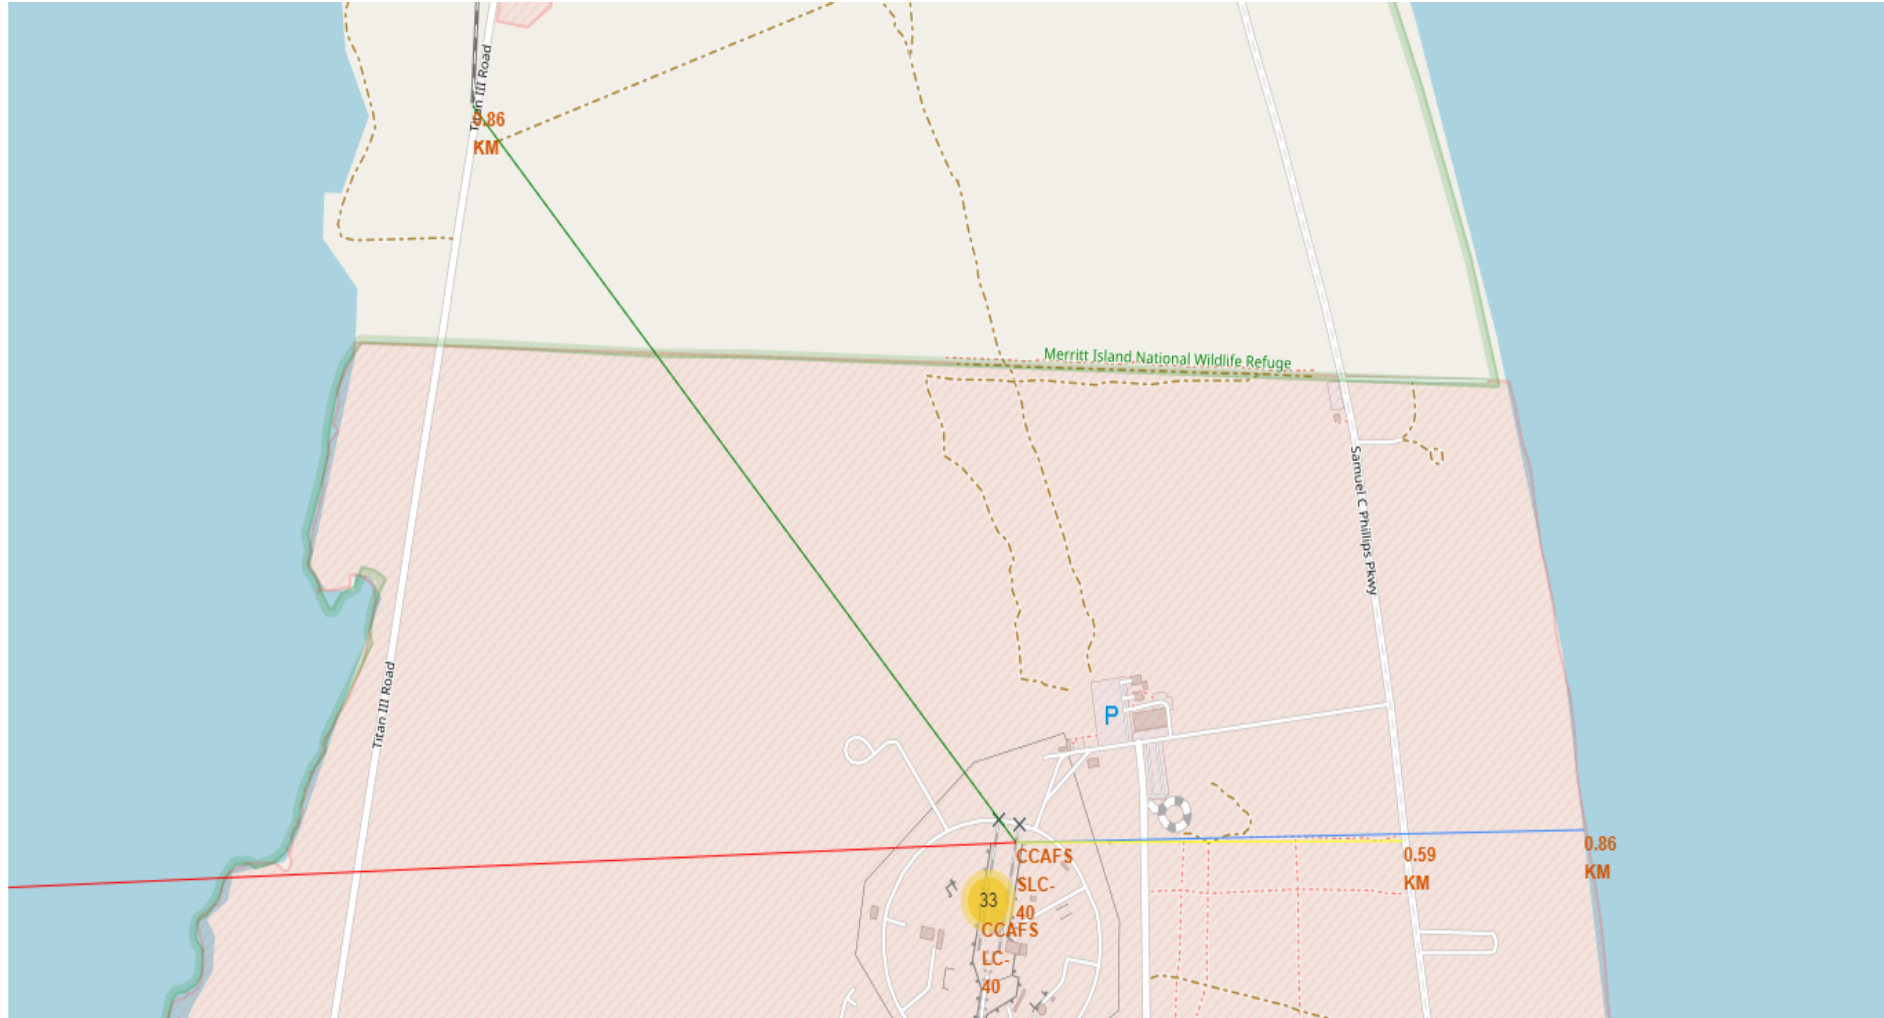 Titan III Road
0.86
KM
Merritt Island National Wildlife Refuge
Samuel C Phillips Pkwy
Titan III Road
P
CCAFS
SLC-
40
0.59
KM
0.86
KM
33
CCAFS
LC-
40